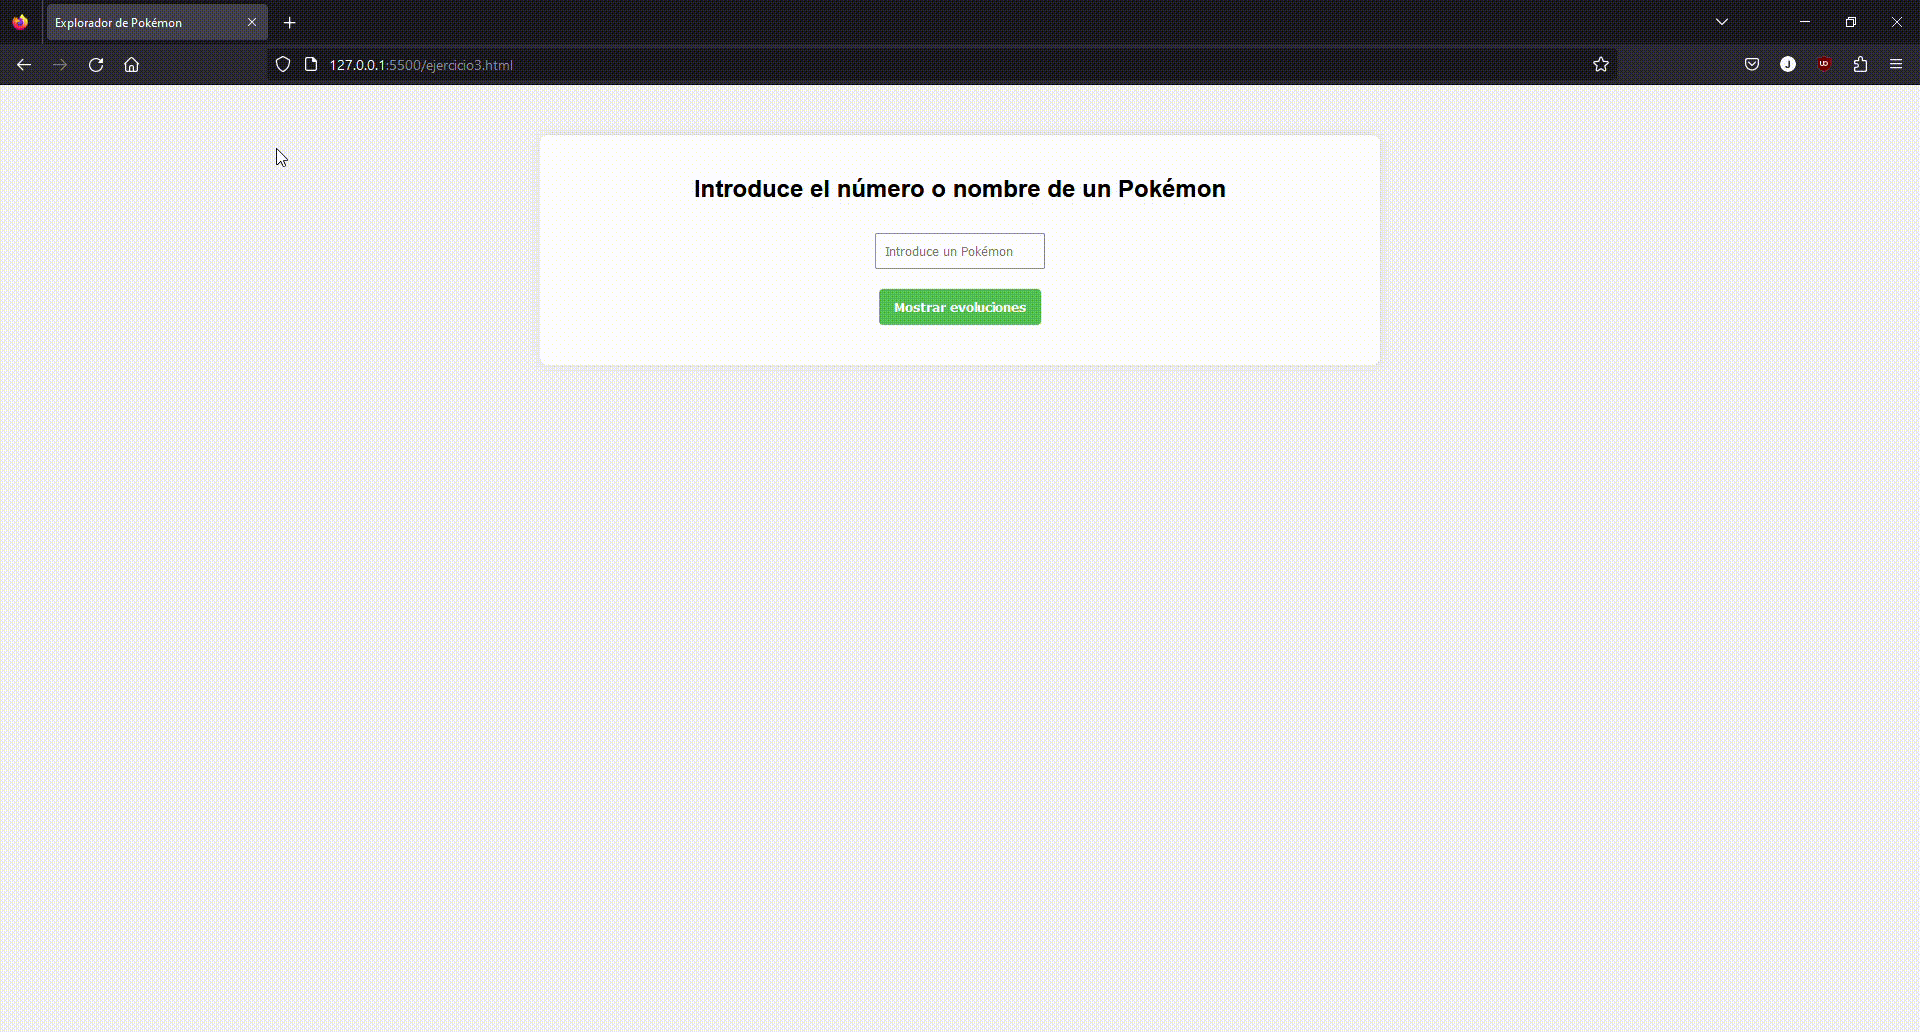 Explorador de Pokémon
127.0.0.1:5500/ejercicio3.html
J
Introduce el número o nombre de un Pokémon
Introduce un Pokémon
Mostrar evoluciones